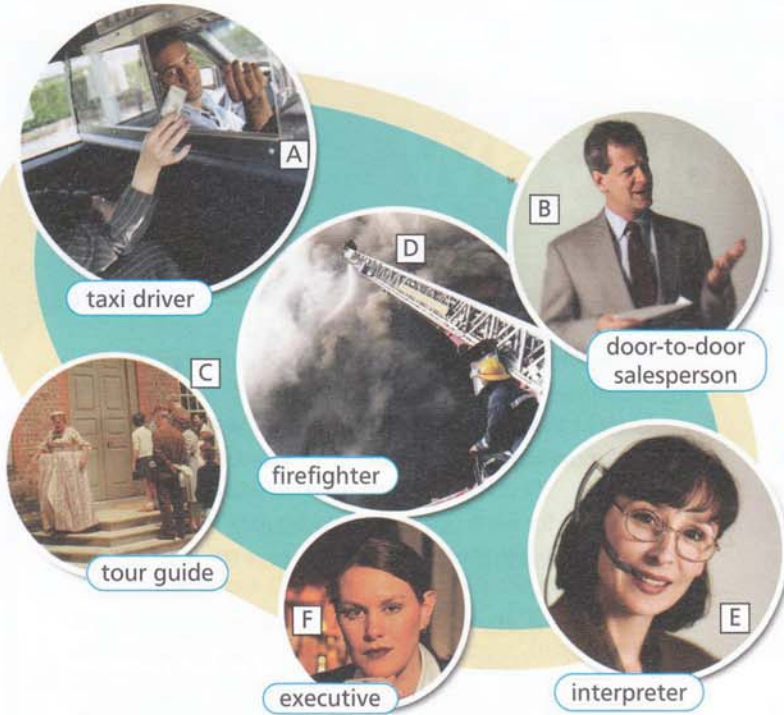 A
taxi driver
B
door-to-door
salesperson
C
tour guide
D
firefighter
E
interpreter
F
executive